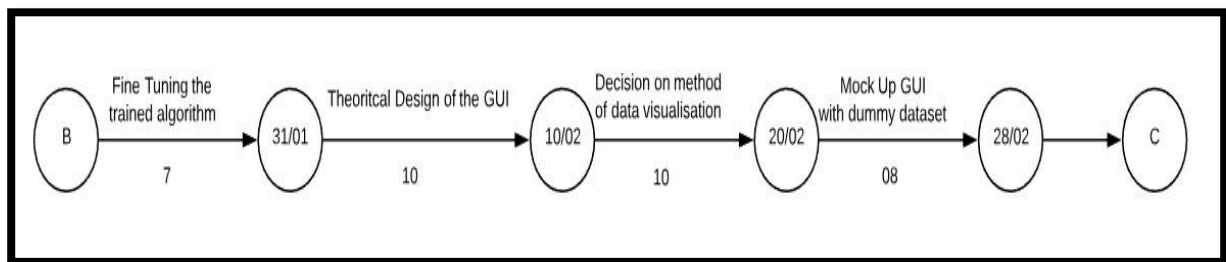 Fine Tuning the
trained algorithm
Theoritcal Design of the GUI
Decision on method
of data visualisation
Mock Up GUI
with dummy dataset
B
31/01
10/02
20/02
28/02
C
7
10
10
08